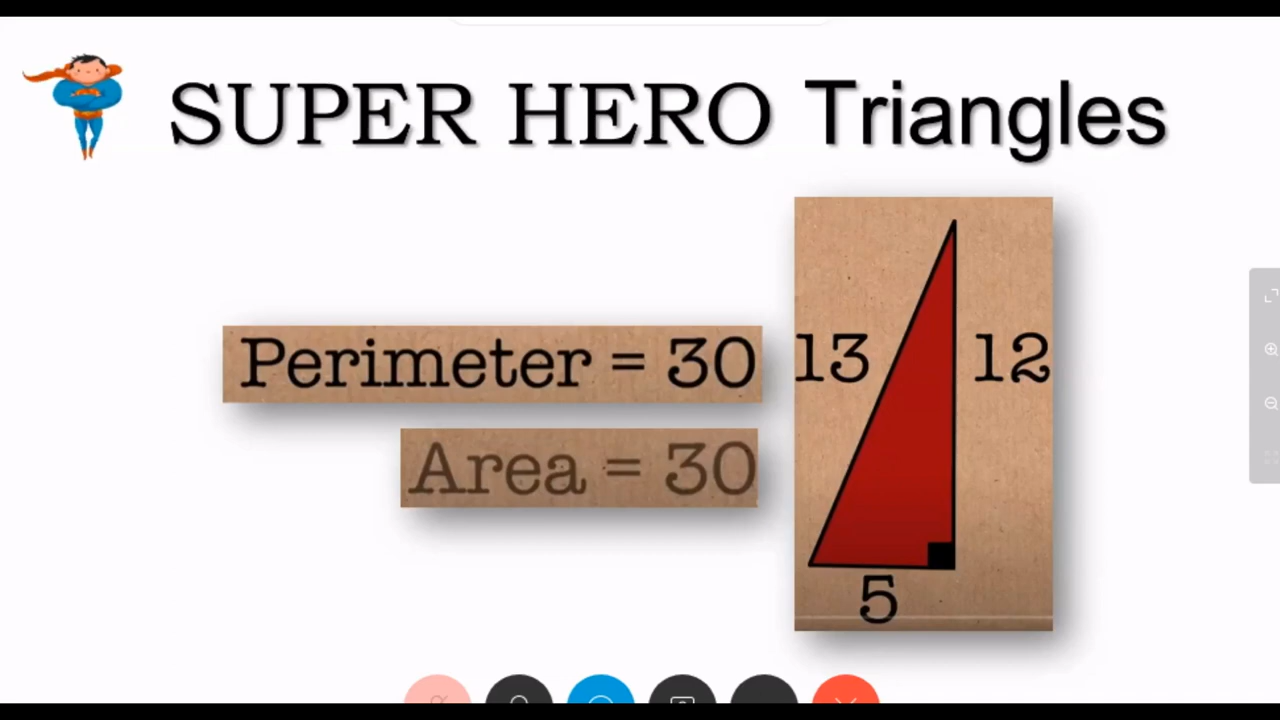 SUPER HERO Triangles
Perimeter = 30
Area = 30
13
12
5